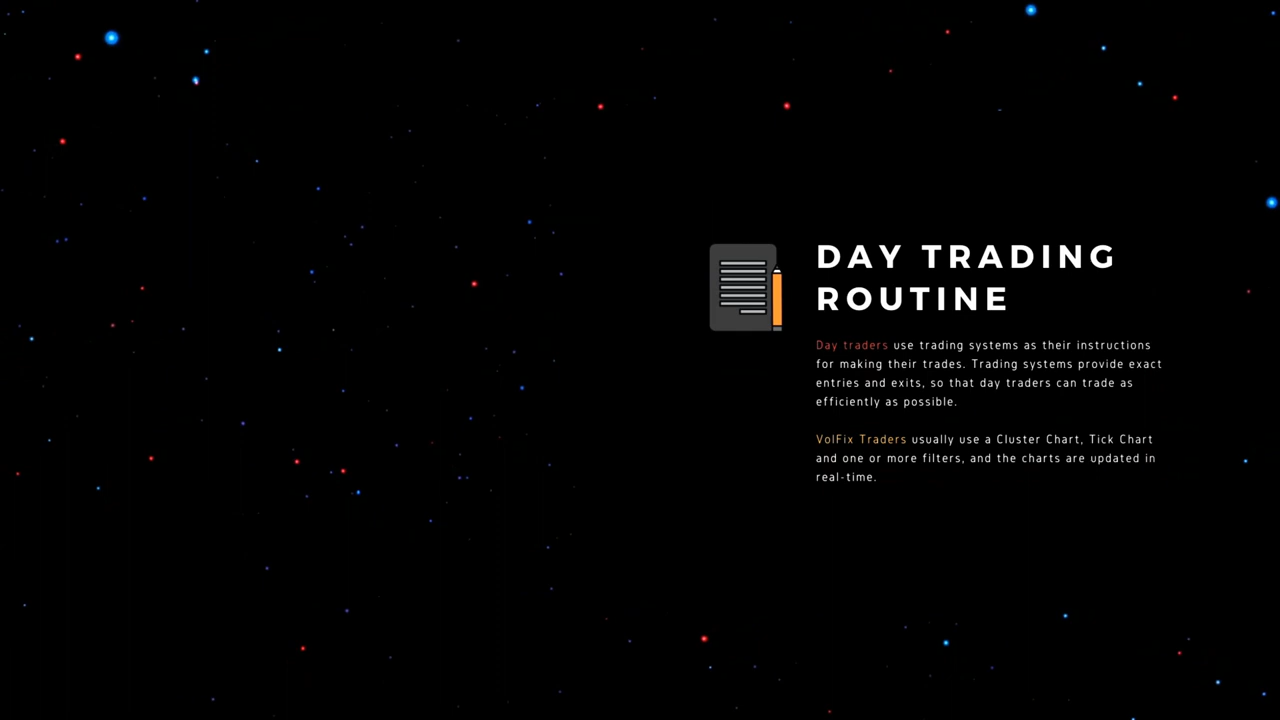 DAY TRADING
ROUTINE
Day traders use trading systems as their instructions
for making their trades. Trading systems provide exact
entries and exits, so that day traders can trade as
efficiently as possible.
VolFix Traders usually use a Cluster Chart, Tick Chart
and one or more filters, and the charts are updated in
real-time.